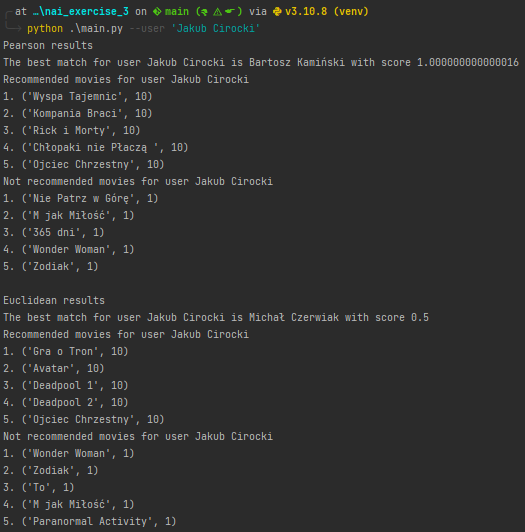 at …\nai_exercise_3 on main () via v3.10.8 (venv)
python .\main.py --user 'Jakub Cirocki'
Pearson results
The best match for user Jakub Cirocki is Bartosz Kamiński with score 1.000000000000016
Recommended movies for user Jakub Cirocki
1. ('Wyspa Tajemnic', 10)
2. ('Kompania Braci', 10)
3. ('Rick i Morty', 10)
4. ('Chłopaki nie Płaczą ', 10)
5. ('Ojciec Chrzestny', 10)
Not recommended movies for user Jakub Cirocki
1. ('Nie Patrz w Górę', 1)
2. ('M jak Miłość', 1)
3. ('365 dni', 1)
4. ('Wonder Woman', 1)
5. ('Zodiak', 1)
Euclidean results
The best match for user Jakub Cirocki is Michał Czerwiak with score 0.5
Recommended movies for user Jakub Cirocki
1. ('Gra o Tron', 10)
2. ('Avatar', 10)
3. ('Deadpool 1', 10)
4. ('Deadpool 2', 10)
5. ('Ojciec Chrzestny', 10)
Not recommended movies for user Jakub Cirocki
1. ('Wonder Woman', 1)
2. ('Zodiak', 1)
3. ('To', 1)
4. ('M jak Miłość', 1)
5. ('Paranormal Activity', 1)